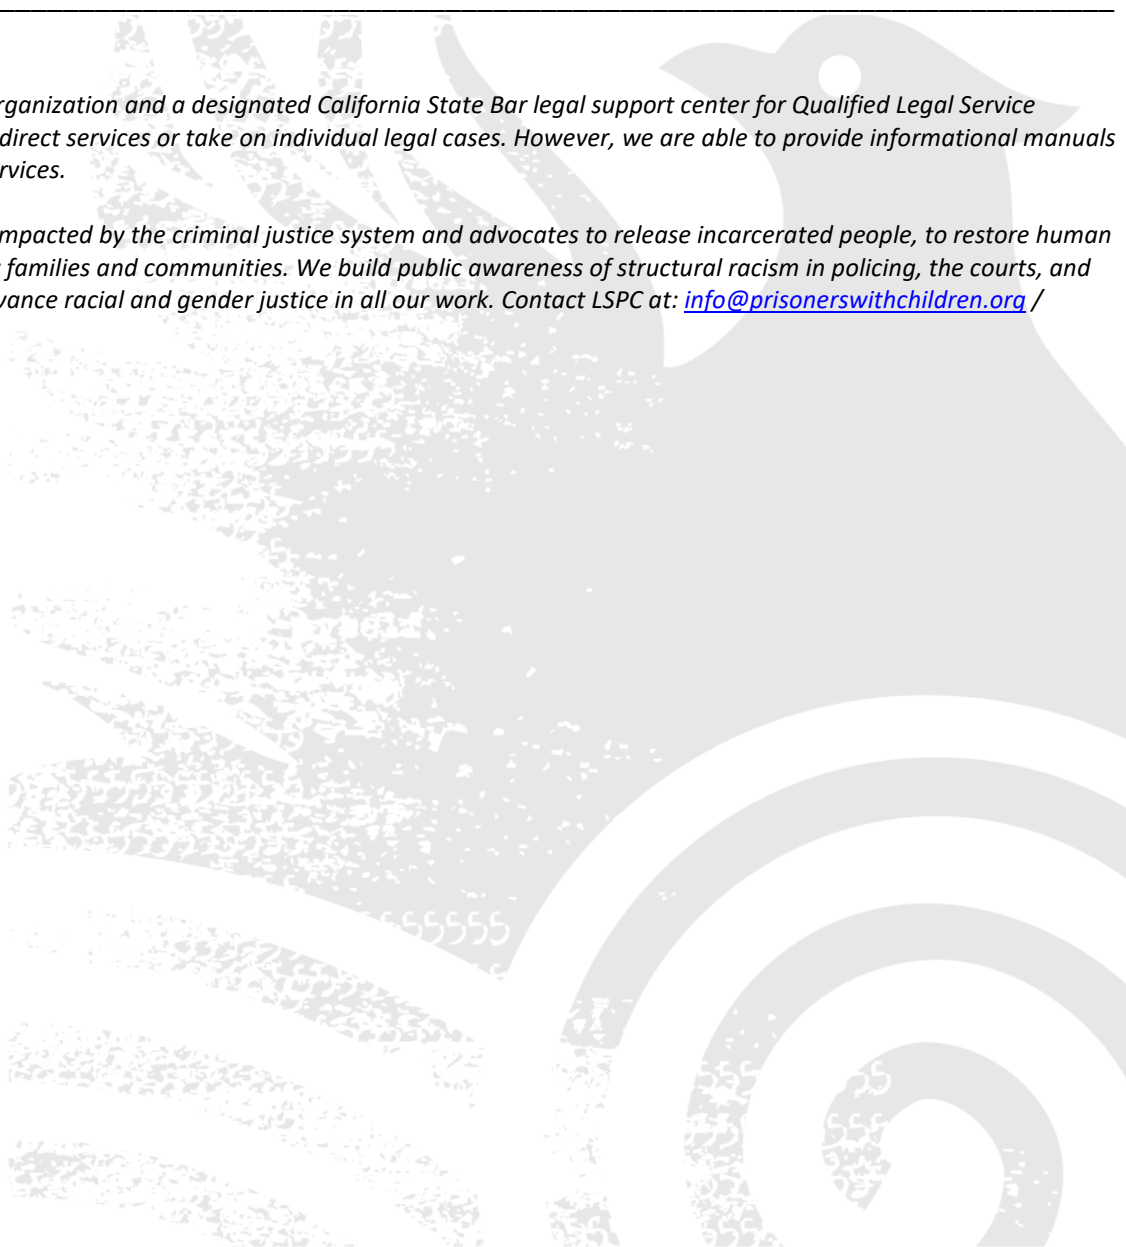 rganization and a designated California State Bar legal support center for Qualified Legal Service
direct services or take on individual legal cases. However, we are able to provide informational manuals
rvices.
mpacted by the criminal justice system and advocates to release incarcerated people, to restore human
families and communities. We build public awareness of structural racism in policing, the courts, and
vance racial and gender justice in all our work. Contact LSPC at: info@prisonerswithchildren.org /